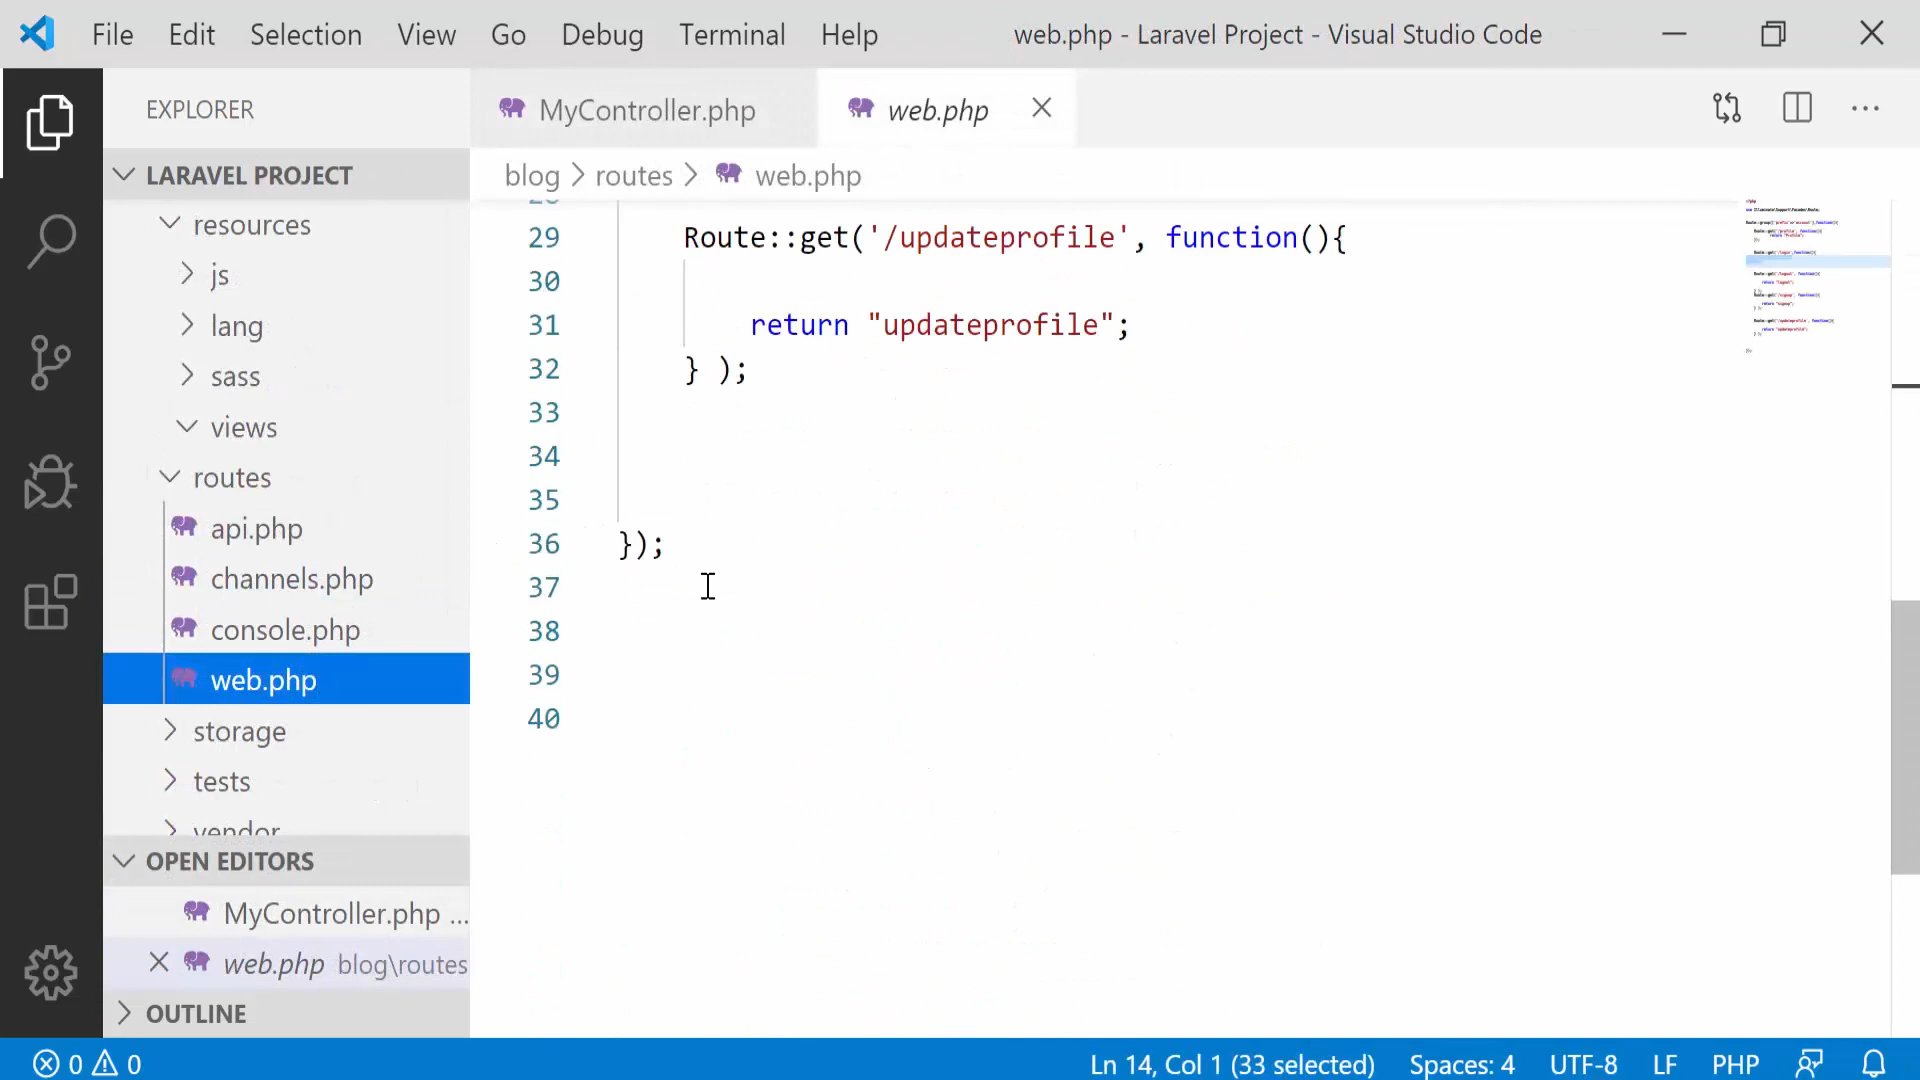 File Edit Selection View Go Debug Terminal Help web.php - Laravel Project - Visual Studio Code
EXPLORER
LARAVEL PROJECT
resources
js
lang
sass
views
routes
api.php
channels.php
console.php
web.php
storage
tests
vendor
OPEN EDITORS
MyController.php ...
web.php blog\routes
OUTLINE
MyController.php web.php
blog routes web.php
28
29 Route::get('/updateprofile', function(){
30
31 return "updateprofile";
32 } );
33
34
35
36 });
37
38
39
40
0 0 Ln 14, Col 1 (33 selected) Spaces: 4 UTF-8 LF PHP